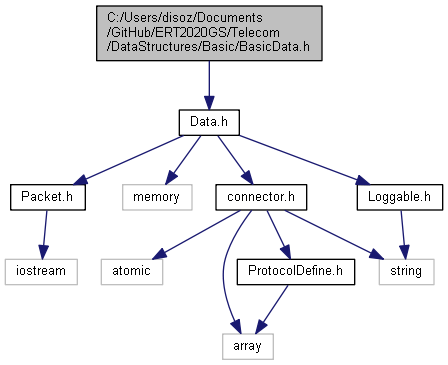 C:/Users/disoz/Documents
/GitHub/ERT2020GS/Telecom
/DataStructures/Basic/BasicData.h
Data.h
Packet.h
memory
connector.h
Loggable.h
iostream
atomic
ProtocolDefine.h
string
array